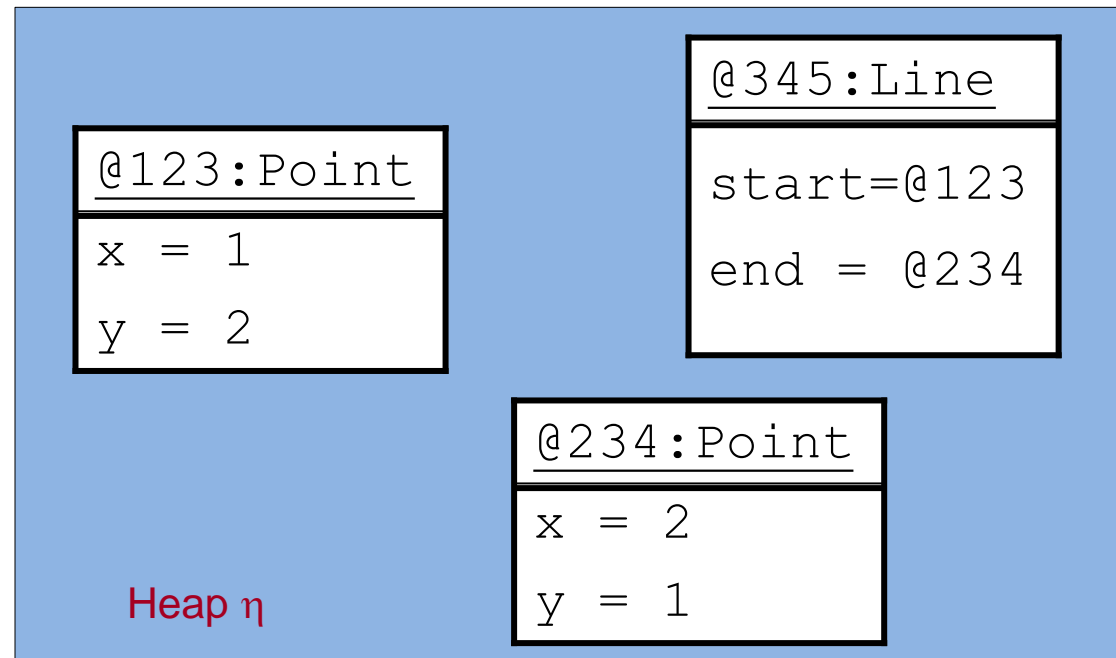 @345:Line
start=@123
end = @234
@123:Point
x = 1
y = 2
@234:Point
x = 2
y = 1
Heap η